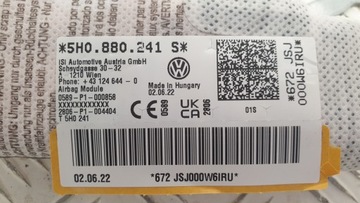 *5H0.880.241 S*
iSi Automotive Austria GmbH
Scheydgasse 30-32
A - 1210 Wien
Phone: + 43 124 644 - 0
Airbag Module
0589-P1-000858
XXXXXXXXXXXX
2806-P1-004404
T 5H0 241
Made in Hungary
02.06.22
CE
0589
UK
CA
2806
01S
*672 JSJ
000W6IRU*
02.06.22
*672 JSJ000W6IRU*